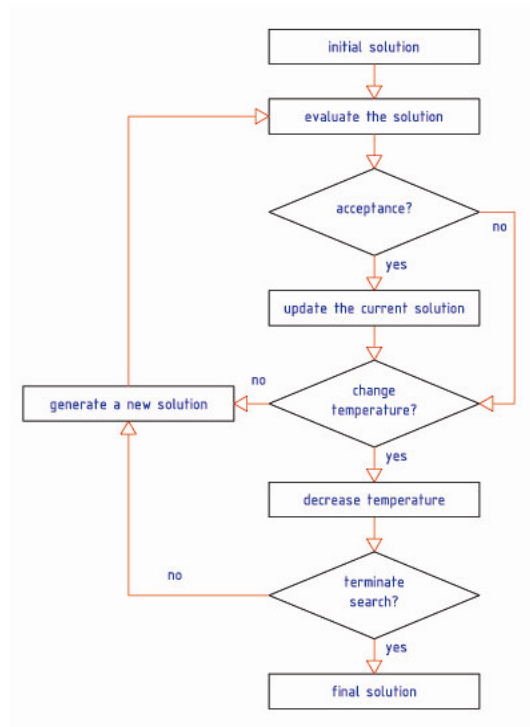 initial solution
evaluate the solution
acceptance?
no
yes
update the current solution
no
change
temperature?
generate a new solution
yes
decrease temperature
no
terminate
search?
yes
final solution